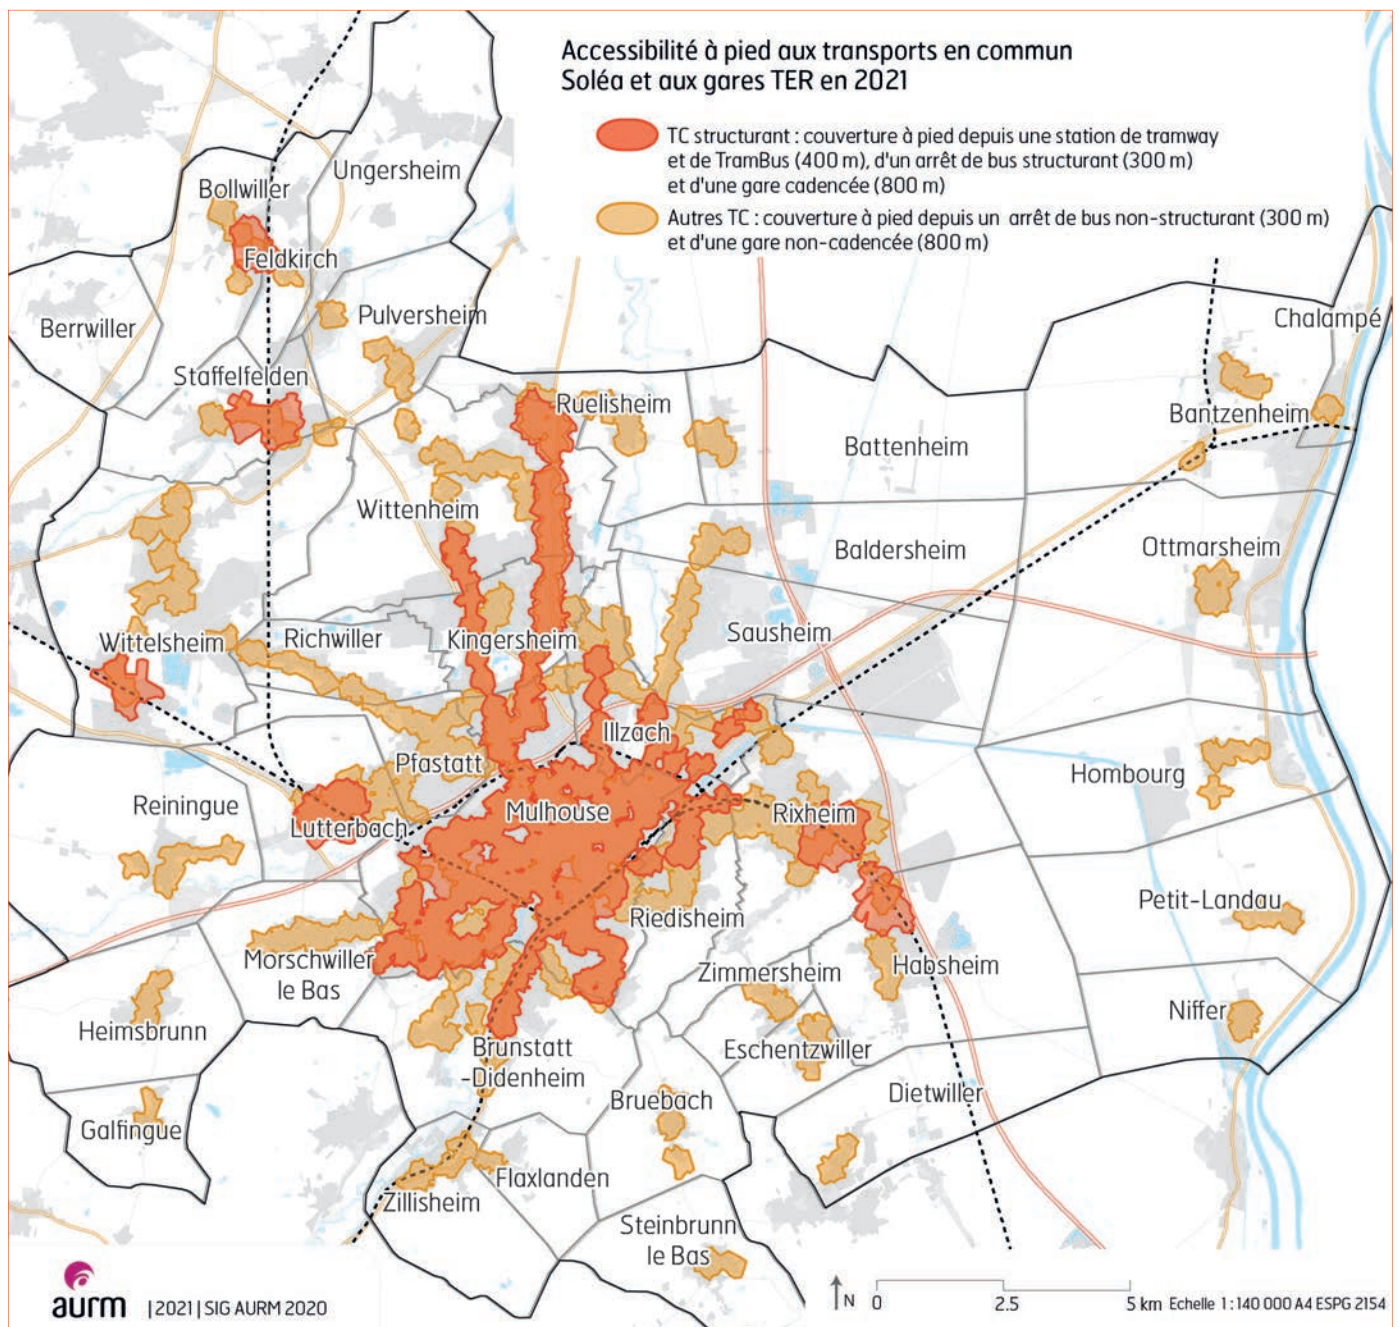 Accessibilité à pied aux transports en commun
Soléa et aux gares TER en 2021
TC structurant : couverture à pied depuis une station de tramway
et de TramBus (400 m), d'un arrêt de bus structurant (300 m)
et d'une gare cadencée (800 m)
Autres TC : couverture à pied depuis un arrêt de bus non-structurant (300 m)
et d'une gare non-cadencée (800 m)
Ungersheim
Bollwiller
Feldkirch
Berrwiller
Pulversheim
Chalampé
Staffelfelden
Ruelisheim
Bantzenheim
Battenheim
Wittenheim
Baldersheim
Ottmarsheim
Wittelsheim
Richwiller
Kingersheim
Sausheim
Illzach
Pfastatt
Hombourg
Reiningue
Lutterbach
Mulhouse
Rixheim
Petit-Landau
Riedisheim
Morschwiller
le Bas
Zimmersheim
Habsheim
Niffer
Heimsbrunn
Brunstatt
-Didenheim
Eschentzwiller
Dietwiller
Bruebach
Galfingue
Flaxlanden
Zillisheim
Steinbrunn
le Bas
aurm
| 2021 | SIG AURM 2020
N
0
2.5
5 km
Echelle 1 : 140 000 A4 ESPG 2154